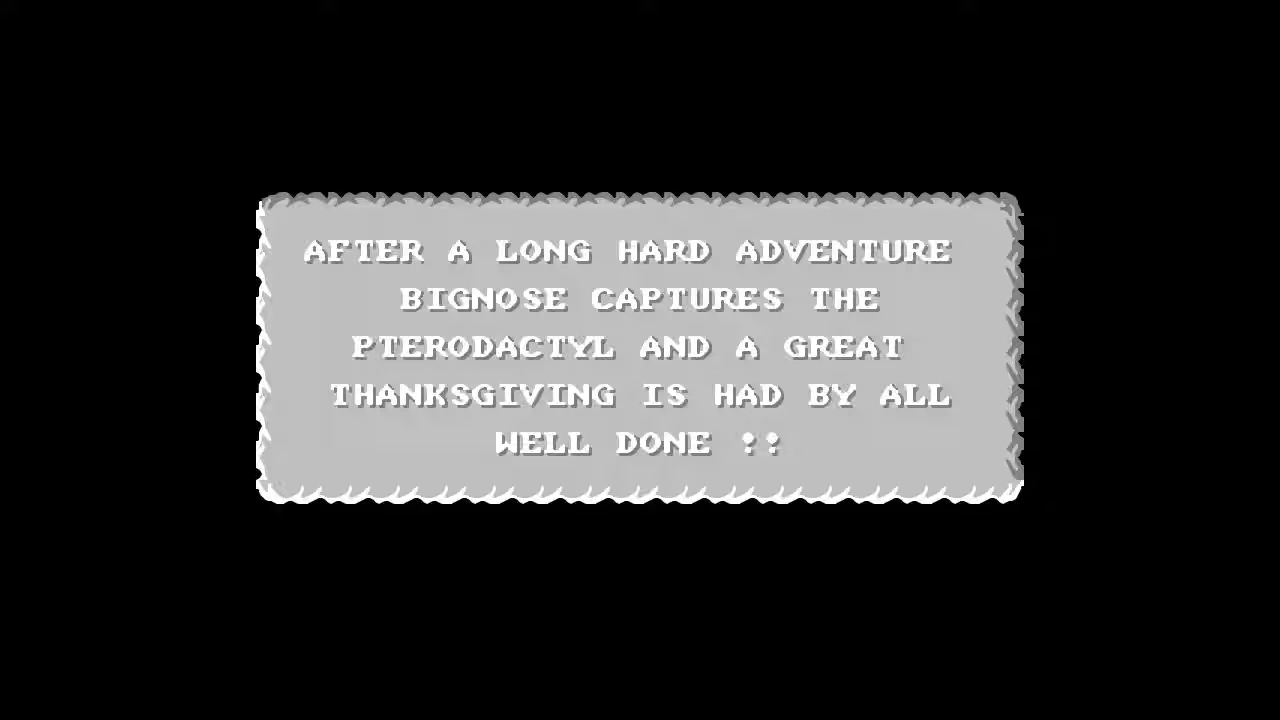 AFTER A LONG HARD ADVENTURE
BIGNOSE CAPTURES THE
PTERODACTYL AND A GREAT
THANKSGIVING IS HAD BY ALL
WELL DONE !!